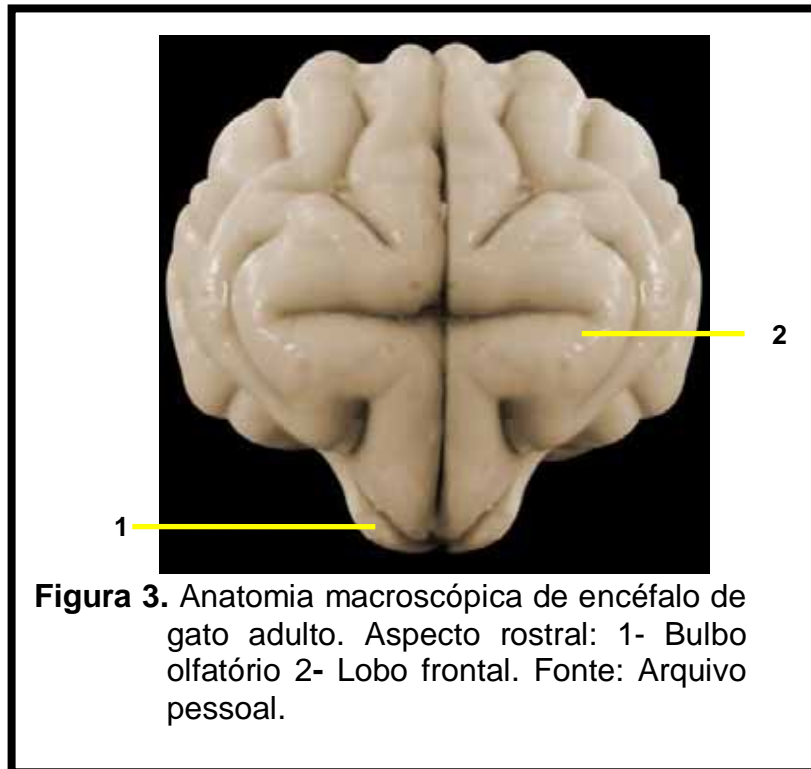 2
1
Figura 3. Anatomia macroscópica de encéfalo de
gato adulto. Aspecto rostral: 1- Bulbo
olfatório 2- Lobo frontal. Fonte: Arquivo
pessoal.